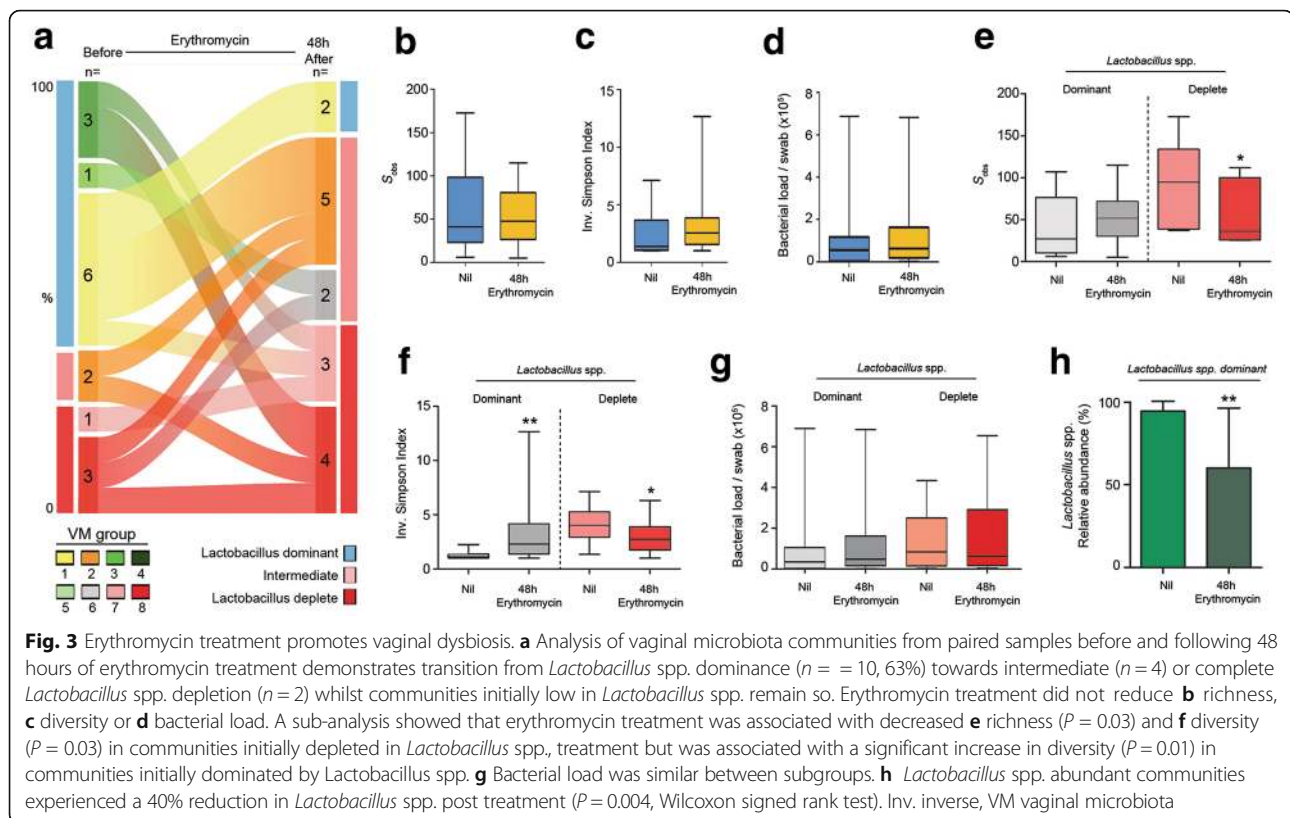 a
Erythromycin
Before
48h
After
n=
n=
100
%
0
3
1
6
2
1
3
2
5
2
3
4
VM group
1 2 3 4
5 6 7 8
Lactobacillus dominant
Intermediate
Lactobacillus deplete
b
Sobs
200
150
100
50
0
Nil
48h
Erythromycin
c
Inv. Simpson Index
15
10
5
0
Nil
48h
Erythromycin
d
Bacterial load / swab (x10⁶)
8
6
4
2
0
Nil
48h
Erythromycin
e
Lactobacillus spp.
Dominant
Deplete
Sobs
200
150
100
50
0
*
Nil
48h
Erythromycin
Nil
48h
Erythromycin
f
Lactobacillus spp.
Dominant
Deplete
Inv. Simpson Index
15
10
5
0
**
*
Nil
48h
Erythromycin
Nil
48h
Erythromycin
g
Lactobacillus spp.
Dominant
Deplete
Bacterial load / swab (x10⁶)
8
6
4
2
0
Nil
48h
Erythromycin
Nil
48h
Erythromycin
h
Lactobacillus spp. dominant
Lactobacillus spp.
Relative abundance (%)
100
50
0
**
Nil
48h
Erythromycin
Fig. 3 Erythromycin treatment promotes vaginal dysbiosis. a Analysis of vaginal microbiota communities from paired samples before and following 48
hours of erythromycin treatment demonstrates transition from Lactobacillus spp. dominance (n = = 10, 63%) towards intermediate (n = 4) or complete
Lactobacillus spp. depletion (n = 2) whilst communities initially low in Lactobacillus spp. remain so. Erythromycin treatment did not reduce b richness,
c diversity or d bacterial load. A sub-analysis showed that erythromycin treatment was associated with decreased e richness (P = 0.03) and f diversity
(P = 0.03) in communities initially depleted in Lactobacillus spp., treatment but was associated with a significant increase in diversity (P = 0.01) in
communities initially dominated by Lactobacillus spp. g Bacterial load was similar between subgroups. h Lactobacillus spp. abundant communities
experienced a 40% reduction in Lactobacillus spp. post treatment (P = 0.004, Wilcoxon signed rank test). Inv. inverse, VM vaginal microbiota